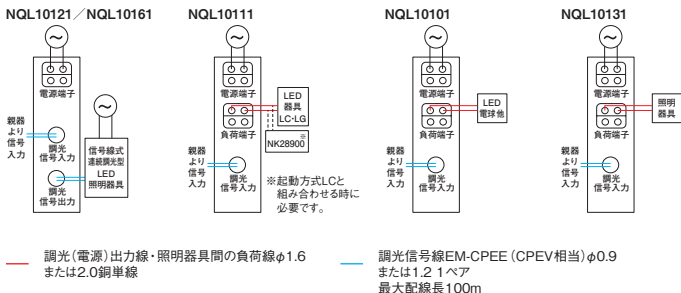 NQL10121／NQL10161
電源端子
親器
より
信号
入力
調光
信号入力
調光
信号出力
信号線式
連続調光型
LED
照明器具
NQL10111
電源端子
負荷端子
LED
器具
LC・LG
※
NK28900
親器
より
信号
入力
調光
信号入力
※起動方式LCと
組み合わせる時に
必要です。
NQL10101
電源端子
負荷端子
LED
電球他
親器
より
信号
入力
調光
信号入力
NQL10131
電源端子
負荷端子
照明
器具
親器
より
信号
入力
調光
信号入力
調光（電源）出力線・照明器具間の負荷線φ1.6
または2.0銅単線
調光信号線EM-CPEE（CPEV相当）φ0.9
または1.2 1ペア
最大配線長100m